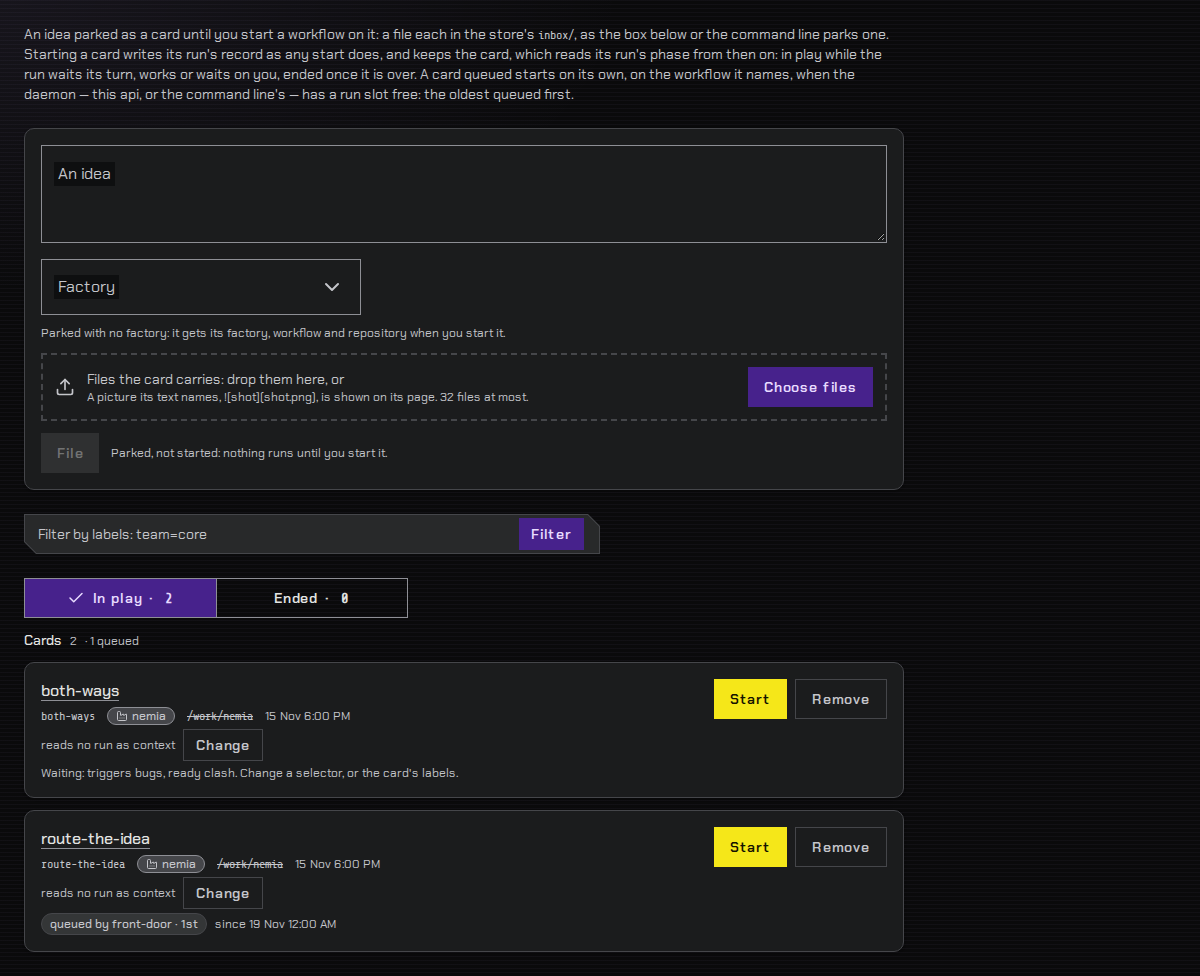 An idea parked as a card until you start a workflow on it: a file each in the store's inbox/, as the box below or the command line parks one.
Starting a card writes its run's record as any start does, and keeps the card, which reads its run's phase from then on: in play while the
run waits its turn, works or waits on you, ended once it is over. A card queued starts on its own, on the workflow it names, when the
daemon — this api, or the command line's — has a run slot free: the oldest queued first.
An idea
Factory
Parked with no factory: it gets its factory, workflow and repository when you start it.
Files the card carries: drop them here, or
A picture its text names, ![shot][shot.png], is shown on its page. 32 files at most.
Choose files
File
Parked, not started: nothing runs until you start it.
Filter by labels: team=core
Filter
In play · 2
Ended · 0
Cards 2 · 1 queued
both-ways
Start
Remove
both-ways nemia /work/nemia 15 Nov 6:00 PM
reads no run as context Change
Waiting: triggers bugs, ready clash. Change a selector, or the card's labels.
route-the-idea
Start
Remove
route-the-idea nemia /work/nemia 15 Nov 6:00 PM
reads no run as context Change
queued by front-door · 1st since 19 Nov 12:00 AM